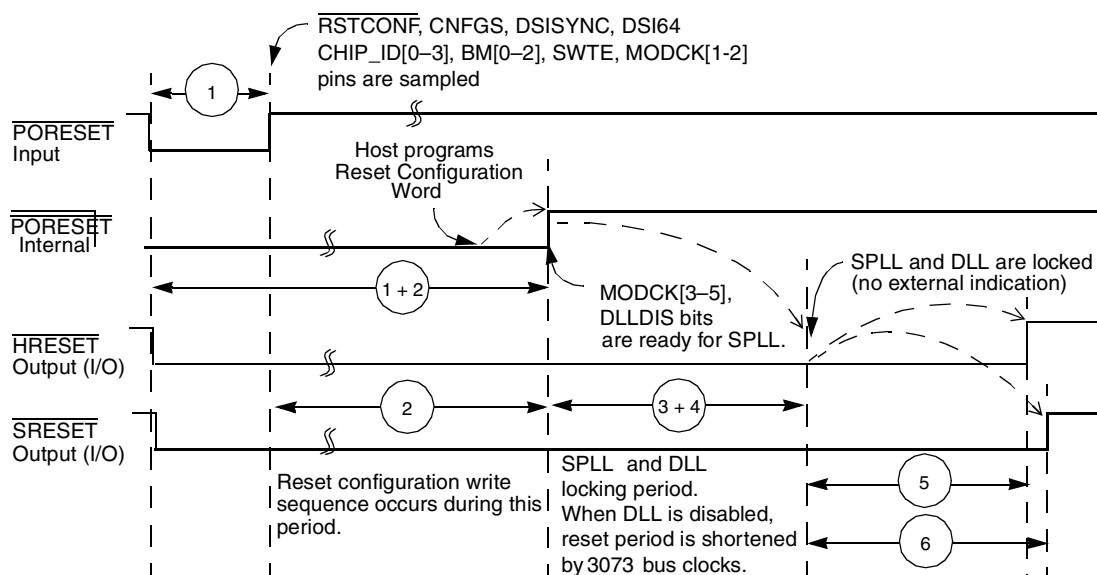 RSTCONF, CNFGS, DSISYNC, DSI64
CHIP_ID[0–3], BM[0–2], SWTE, MODCK[1-2]
pins are sampled
1
PORESET
Input
Host programs
Reset Configuration
Word
PORESET
Internal
1 + 2
MODCK[3–5],
DLLDIS bits
are ready for SPLL.
SPLL and DLL are locked
(no external indication)
HRESET
Output (I/O)
2
3 + 4
SRESET
Output (I/O)
Reset configuration write
sequence occurs during this
period.
SPLL and DLL
locking period.
When DLL is disabled,
reset period is shortened
by 3073 bus clocks.
5
6